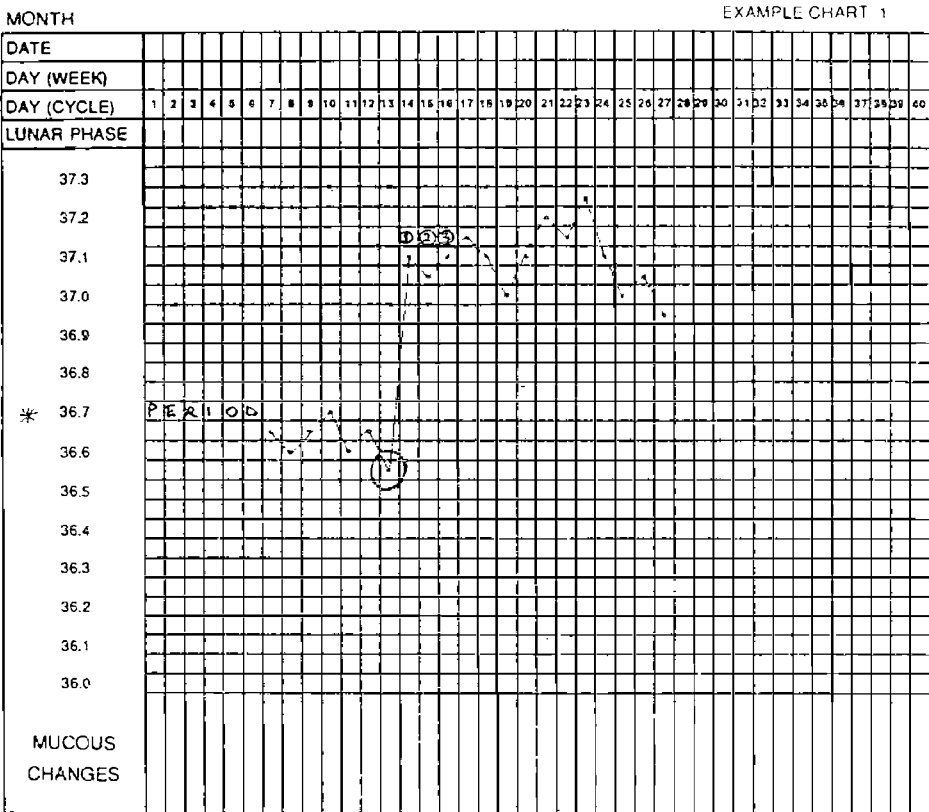 EXAMPLE CHART 1
MONTH
DATE
DAY (WEEK)
DAY (CYCLE) 1 2 3 4 5 6 7 8 9 10 11 12 13 14 15 16 17 18 19 20 21 22 23 24 25 26 27 28 29 30 31 32 33 34 35 36 37 38 39 40
LUNAR PHASE
37.3
37.2
① ② ③
37.1
37.0
36.9
36.8
* 36.7 PERIOD
36.6
36.5
36.4
36.3
36.2
36.1
36.0
MUCOUS
CHANGES